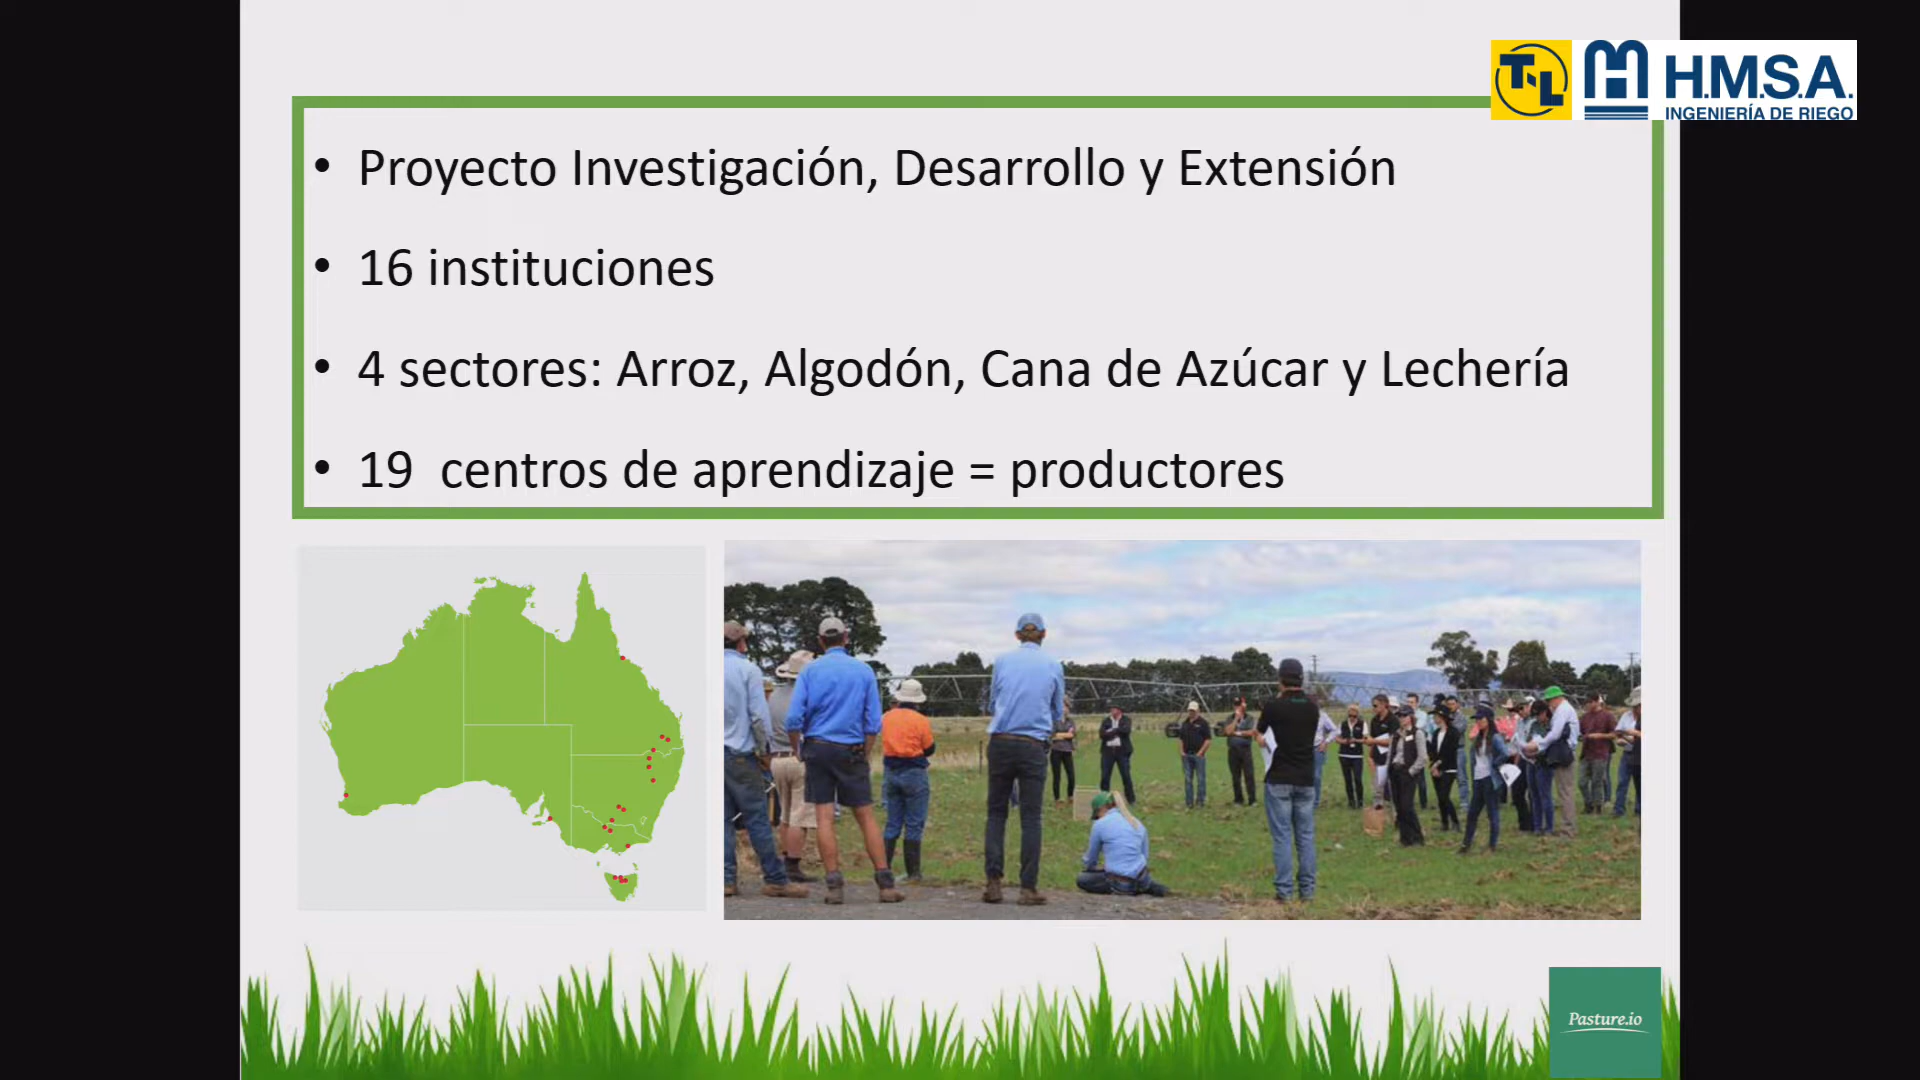 T-L H.M.S.A.
INGENIERÍA DE RIEGO
• Proyecto Investigación, Desarrollo y Extensión
• 16 instituciones
• 4 sectores: Arroz, Algodón, Cana de Azúcar y Lechería
• 19 centros de aprendizaje = productores
Pasture.io